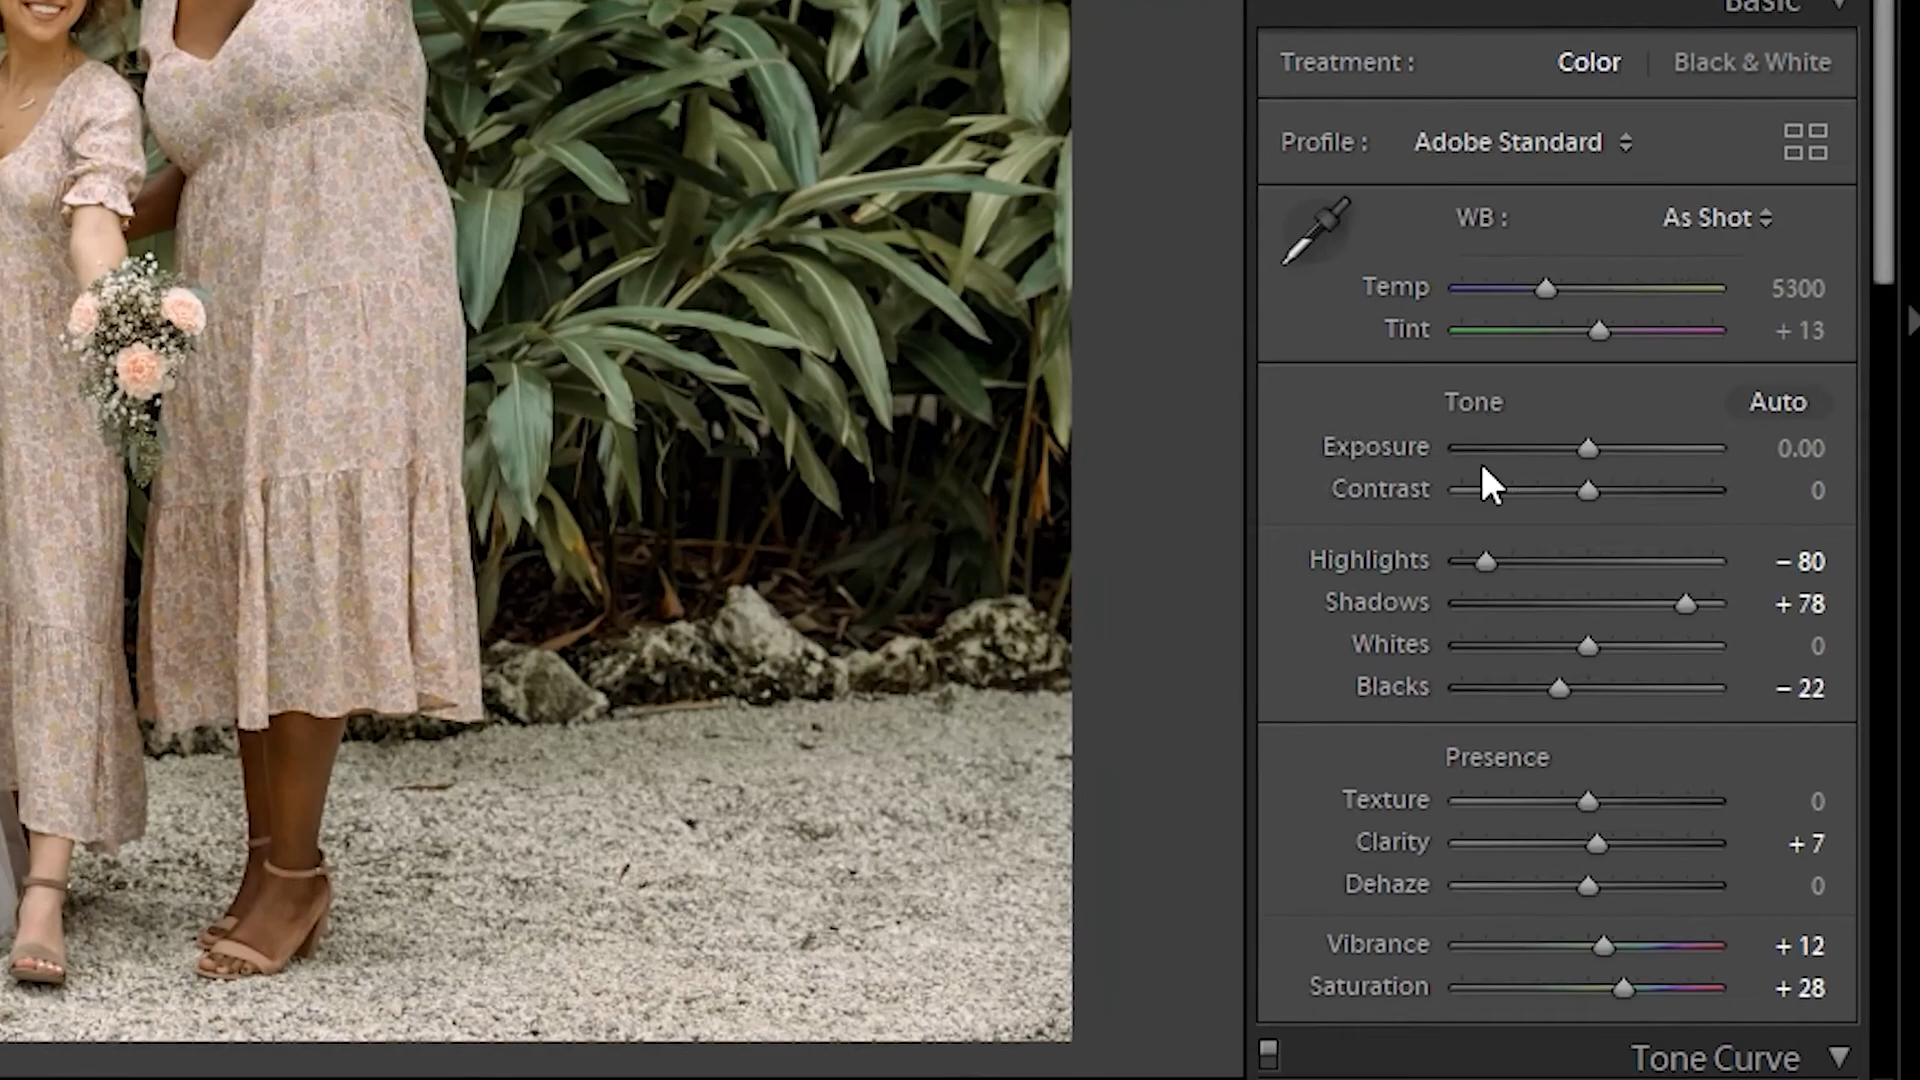 Basic
Treatment : Color Black & White
Profile : Adobe Standard
WB : As Shot
Temp 5300
Tint + 13
Tone Auto
Exposure 0.00
Contrast 0
Highlights – 80
Shadows + 78
Whites 0
Blacks – 22
Presence
Texture 0
Clarity + 7
Dehaze 0
Vibrance + 12
Saturation + 28
Tone Curve